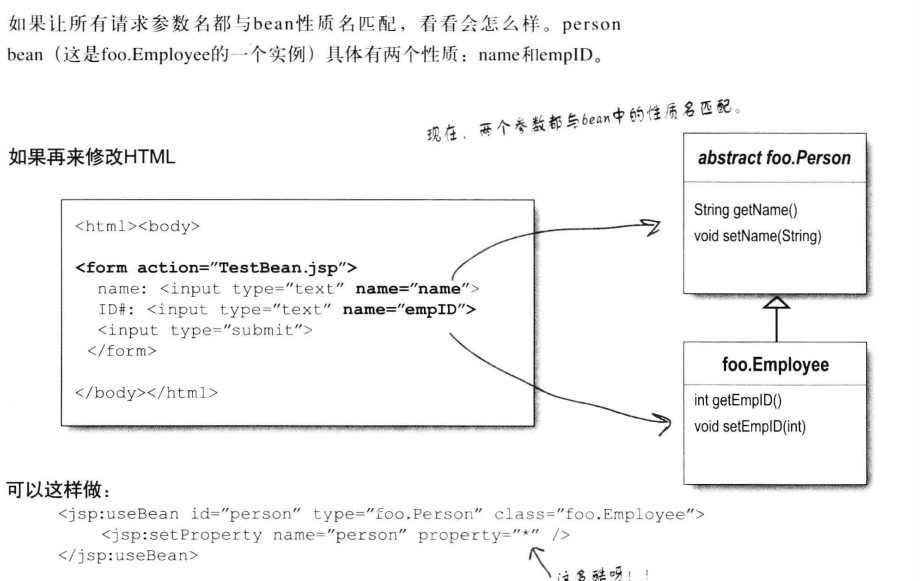 如果让所有请求参数名都与bean性质名匹配，看看会怎么样。person
bean（这是foo.Employee的一个实例）具体有两个性质：name和empID。
现在，两个参数都与bean中的性质名匹配。
如果再来修改HTML
<html><body>
<form action="TestBean.jsp">
name: <input type="text" name="name">
ID#: <input type="text" name="empID">
<input type="submit">
</form>
</body></html>
abstract foo.Person
String getName()
void setName(String)
foo.Employee
int getEmpID()
void setEmpID(int)
可以这样做：
<jsp:useBean id="person" type="foo.Person" class="foo.Employee">
<jsp:setProperty name="person" property="*" />
</jsp:useBean>
这多酷呀！！